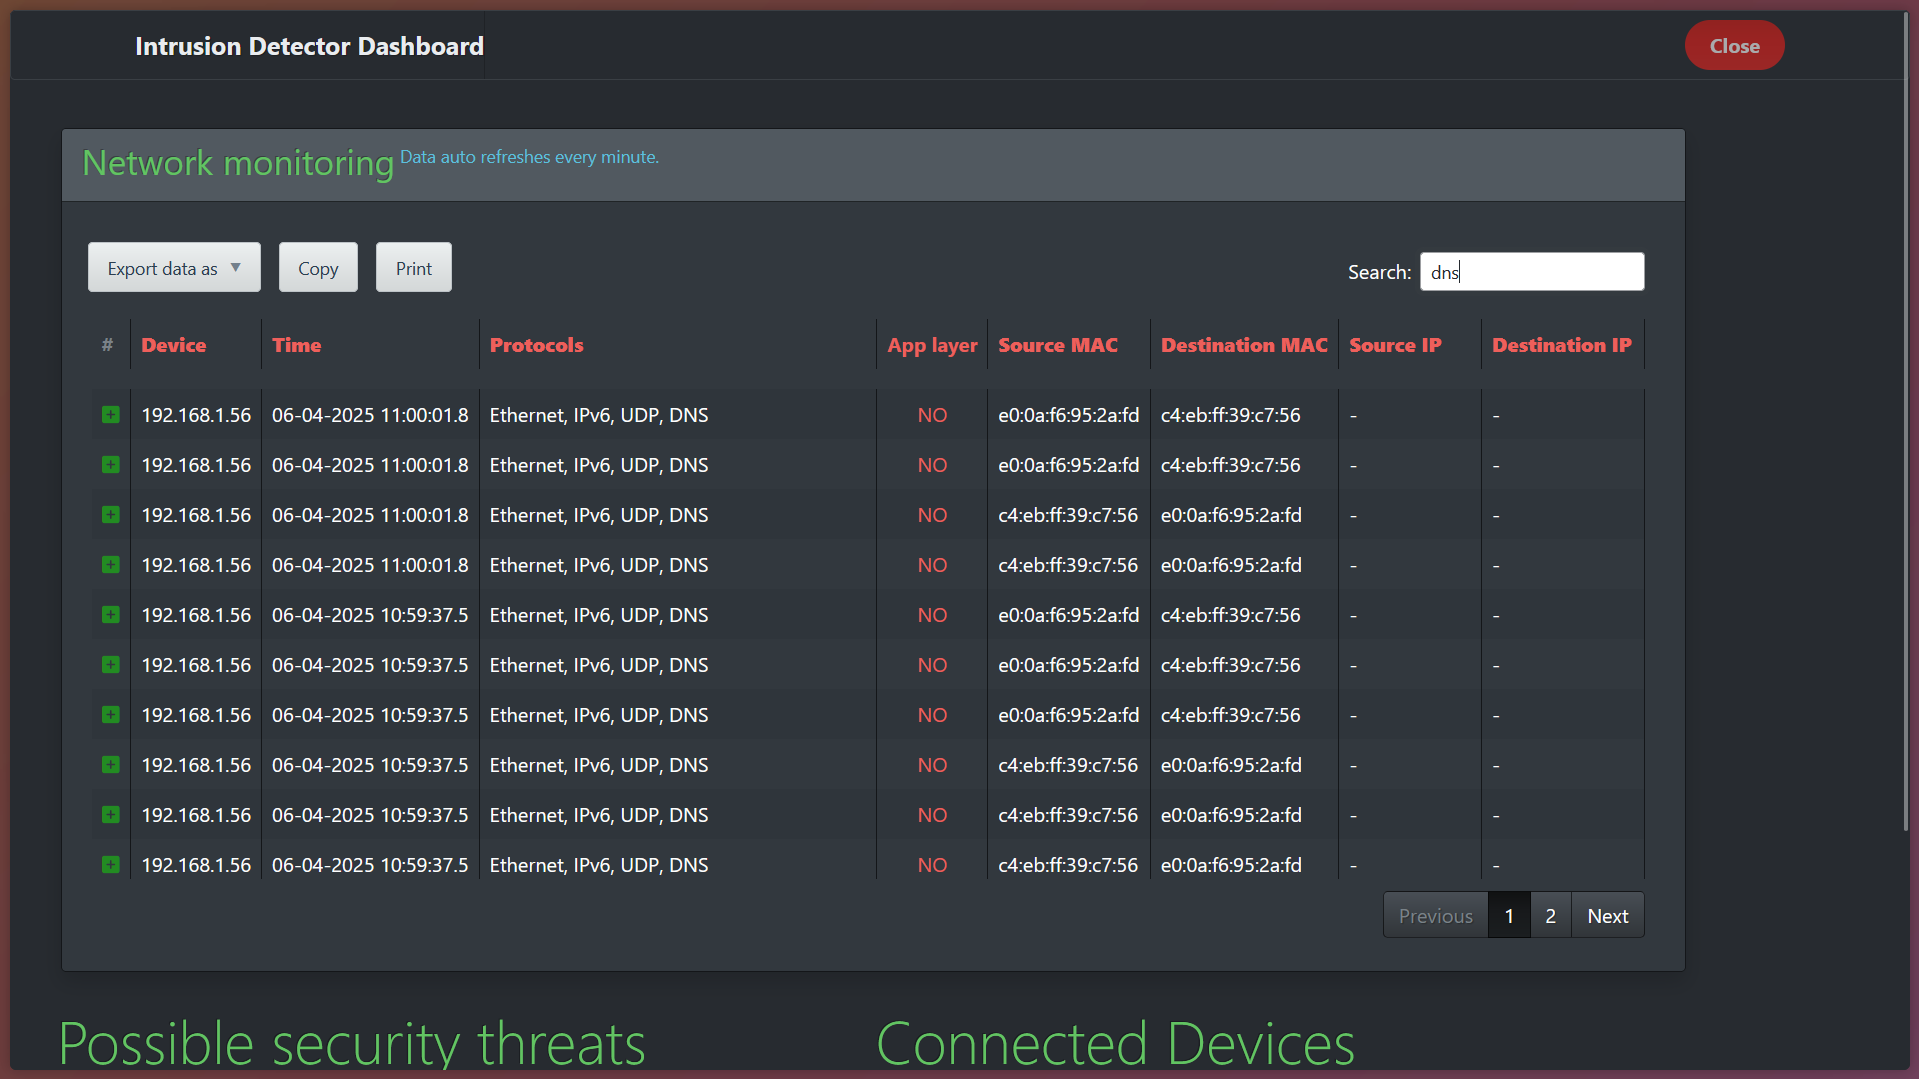 Intrusion Detector Dashboard
Close
Network monitoring Data auto refreshes every minute.
Export data as ▼ Copy Print
Search: dns
# Device Time Protocols App layer Source MAC Destination MAC Source IP Destination IP
192.168.1.56 06-04-2025 11:00:01.8 Ethernet, IPv6, UDP, DNS NO e0:0a:f6:95:2a:fd c4:eb:ff:39:c7:56 - -
192.168.1.56 06-04-2025 11:00:01.8 Ethernet, IPv6, UDP, DNS NO e0:0a:f6:95:2a:fd c4:eb:ff:39:c7:56 - -
192.168.1.56 06-04-2025 11:00:01.8 Ethernet, IPv6, UDP, DNS NO c4:eb:ff:39:c7:56 e0:0a:f6:95:2a:fd - -
192.168.1.56 06-04-2025 11:00:01.8 Ethernet, IPv6, UDP, DNS NO c4:eb:ff:39:c7:56 e0:0a:f6:95:2a:fd - -
192.168.1.56 06-04-2025 10:59:37.5 Ethernet, IPv6, UDP, DNS NO e0:0a:f6:95:2a:fd c4:eb:ff:39:c7:56 - -
192.168.1.56 06-04-2025 10:59:37.5 Ethernet, IPv6, UDP, DNS NO e0:0a:f6:95:2a:fd c4:eb:ff:39:c7:56 - -
192.168.1.56 06-04-2025 10:59:37.5 Ethernet, IPv6, UDP, DNS NO e0:0a:f6:95:2a:fd c4:eb:ff:39:c7:56 - -
192.168.1.56 06-04-2025 10:59:37.5 Ethernet, IPv6, UDP, DNS NO c4:eb:ff:39:c7:56 e0:0a:f6:95:2a:fd - -
192.168.1.56 06-04-2025 10:59:37.5 Ethernet, IPv6, UDP, DNS NO c4:eb:ff:39:c7:56 e0:0a:f6:95:2a:fd - -
192.168.1.56 06-04-2025 10:59:37.5 Ethernet, IPv6, UDP, DNS NO c4:eb:ff:39:c7:56 e0:0a:f6:95:2a:fd - -
Previous 1 2 Next
Possible security threats
Connected Devices